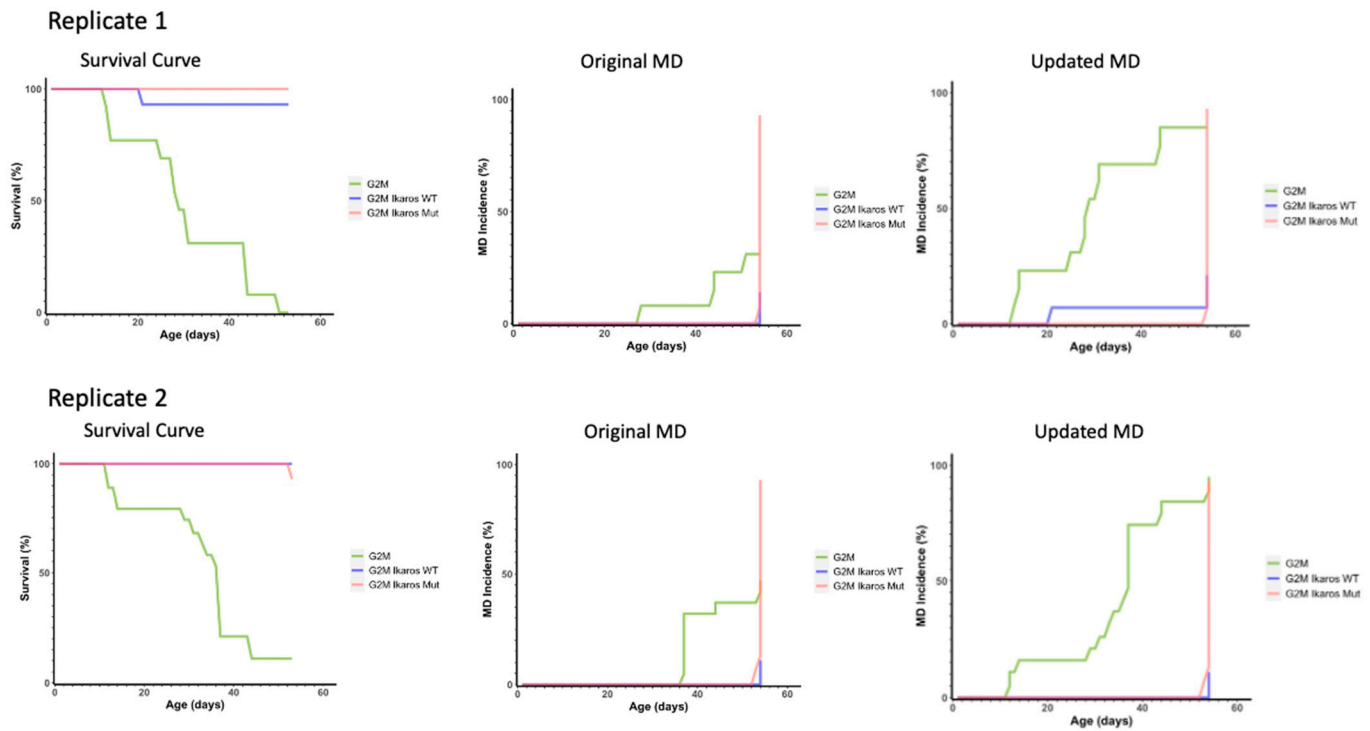 Replicate 1
Survival Curve
Original MD
Updated MD
100
50
0
Survival (%)
20
40
60
Age (days)
G2M
G2M Ikaros WT
G2M Ikaros Mut
100
50
0
MD Incidence (%)
0
20
40
60
Age (days)
G2M
G2M Ikaros WT
G2M Ikaros Mut
100
50
0
MD Incidence (%)
0
20
40
60
Age (days)
G2M
G2M Ikaros WT
G2M Ikaros Mut
Replicate 2
Survival Curve
Original MD
Updated MD
100
50
0
Survival (%)
0
20
40
60
Age (days)
G2M
G2M Ikaros WT
G2M Ikaros Mut
100
50
0
MD Incidence (%)
0
20
40
60
Age (days)
G2M
G2M Ikaros WT
G2M Ikaros Mut
100
50
0
MD Incidence (%)
0
20
40
60
Age (days)
G2M
G2M Ikaros WT
G2M Ikaros Mut